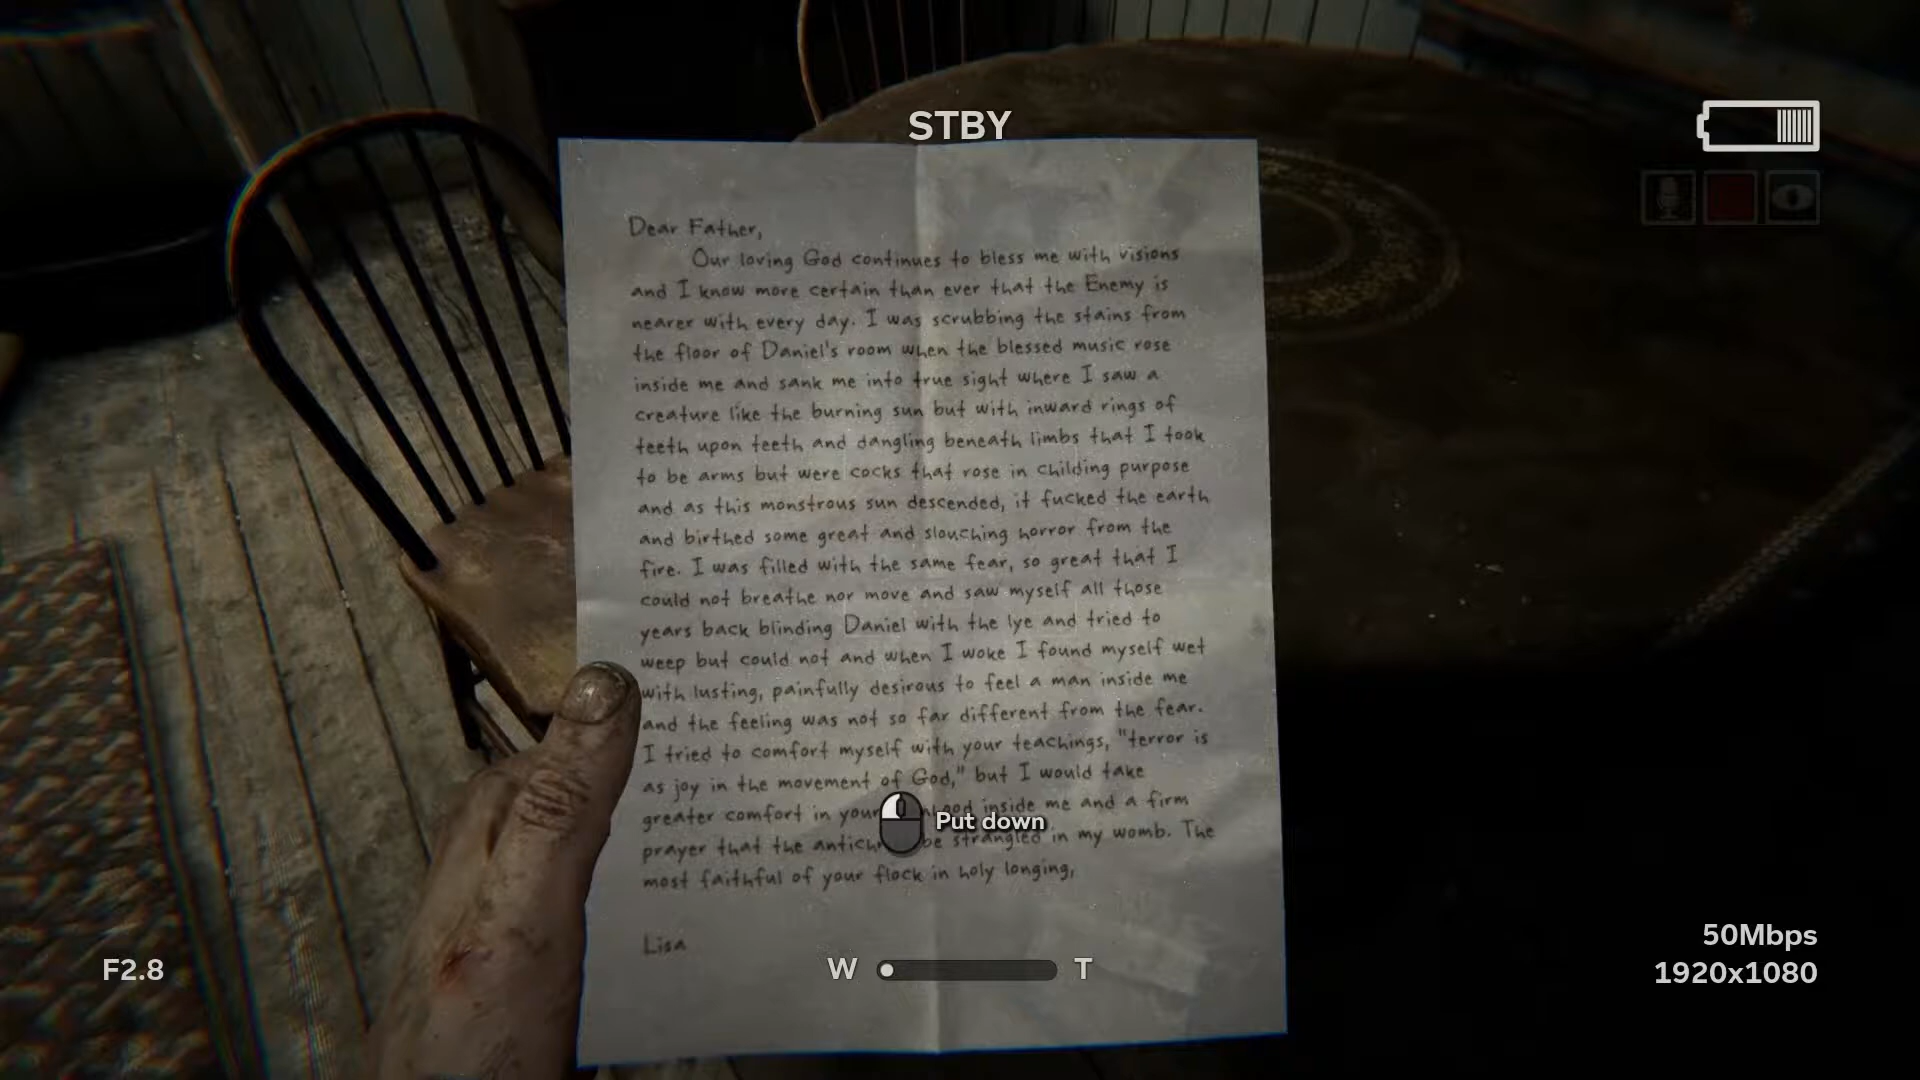 STBY
Dear Father,
Our loving God continues to bless me with visions
and I know more certain than ever that the Enemy is
nearer with every day. I was scrubbing the stains from
the floor of Daniel's room when the blessed music rose
inside me and sank me into true sight where I saw a
creature like the burning sun but with inward rings of
teeth upon teeth and dangling beneath limbs that I took
to be arms but were cocks that rose in childing purpose
and as this monstrous sun descended, it fucked the earth
and birthed some great and slouching horror from the
fire. I was filled with the same fear, so great that I
could not breathe nor move and saw myself all those
years back blinding Daniel with the lye and tried to
weep but could not and when I woke I found myself wet
with lusting, painfully desirous to feel a man inside me
and the feeling was not so far different from the fear.
I tried to comfort myself with your teachings, "terror is
as joy in the movement of God," but I would take
greater comfort in your inside me and a firm
Put down
prayer that the be strangled in my womb. The
most faithful of your flock in holy longing,
Lisa
50Mbps
F2.8
W T
1920x1080